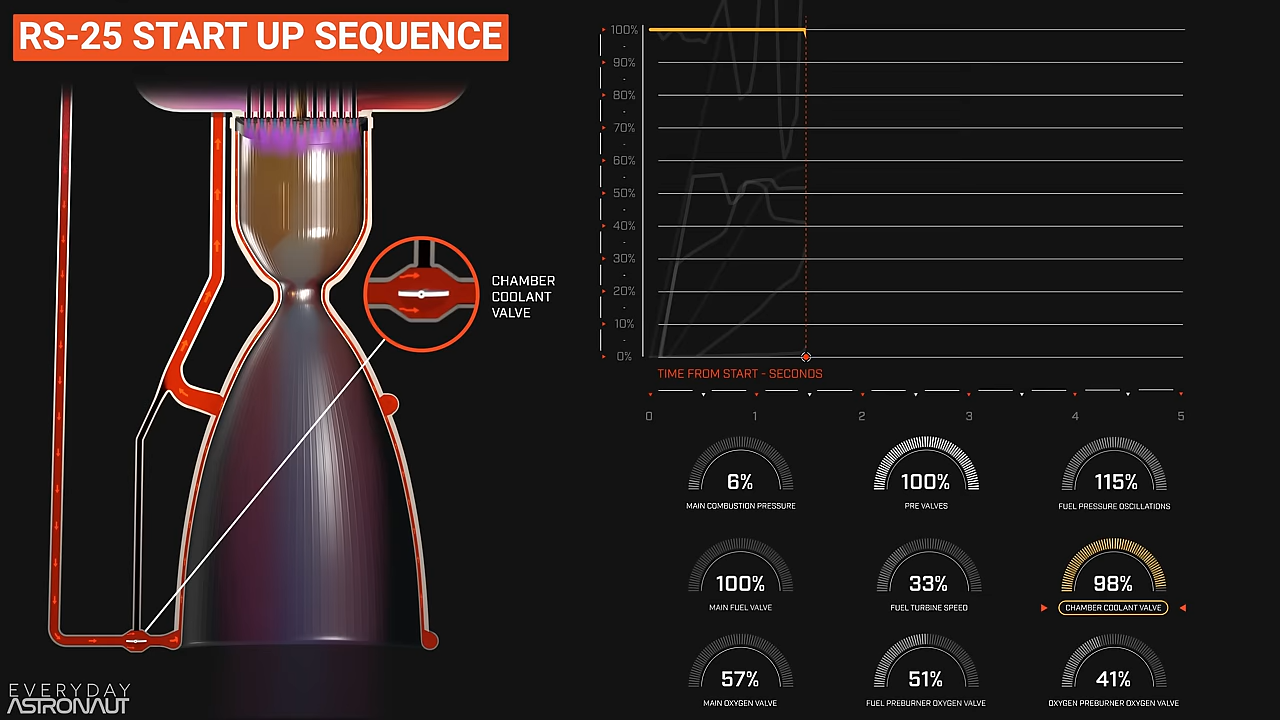 RS-25 START UP SEQUENCE
CHAMBER
COOLANT
VALVE
100%
90%
80%
70%
60%
50%
40%
30%
20%
10%
0%
TIME FROM START - SECONDS
0 1 2 3 4 5
6% 100% 115%
MAIN COMBUSTION PRESSURE PRE VALVES FUEL PRESSURE OSCILLATIONS
100% 33% 98%
MAIN FUEL VALVE FUEL TURBINE SPEED CHAMBER COOLANT VALVE
57% 51% 41%
MAIN OXYGEN VALVE FUEL PREBURNER OXYGEN VALVE OXYGEN PREBURNER OXYGEN VALVE
EVERYDAY
ASTRONAUT